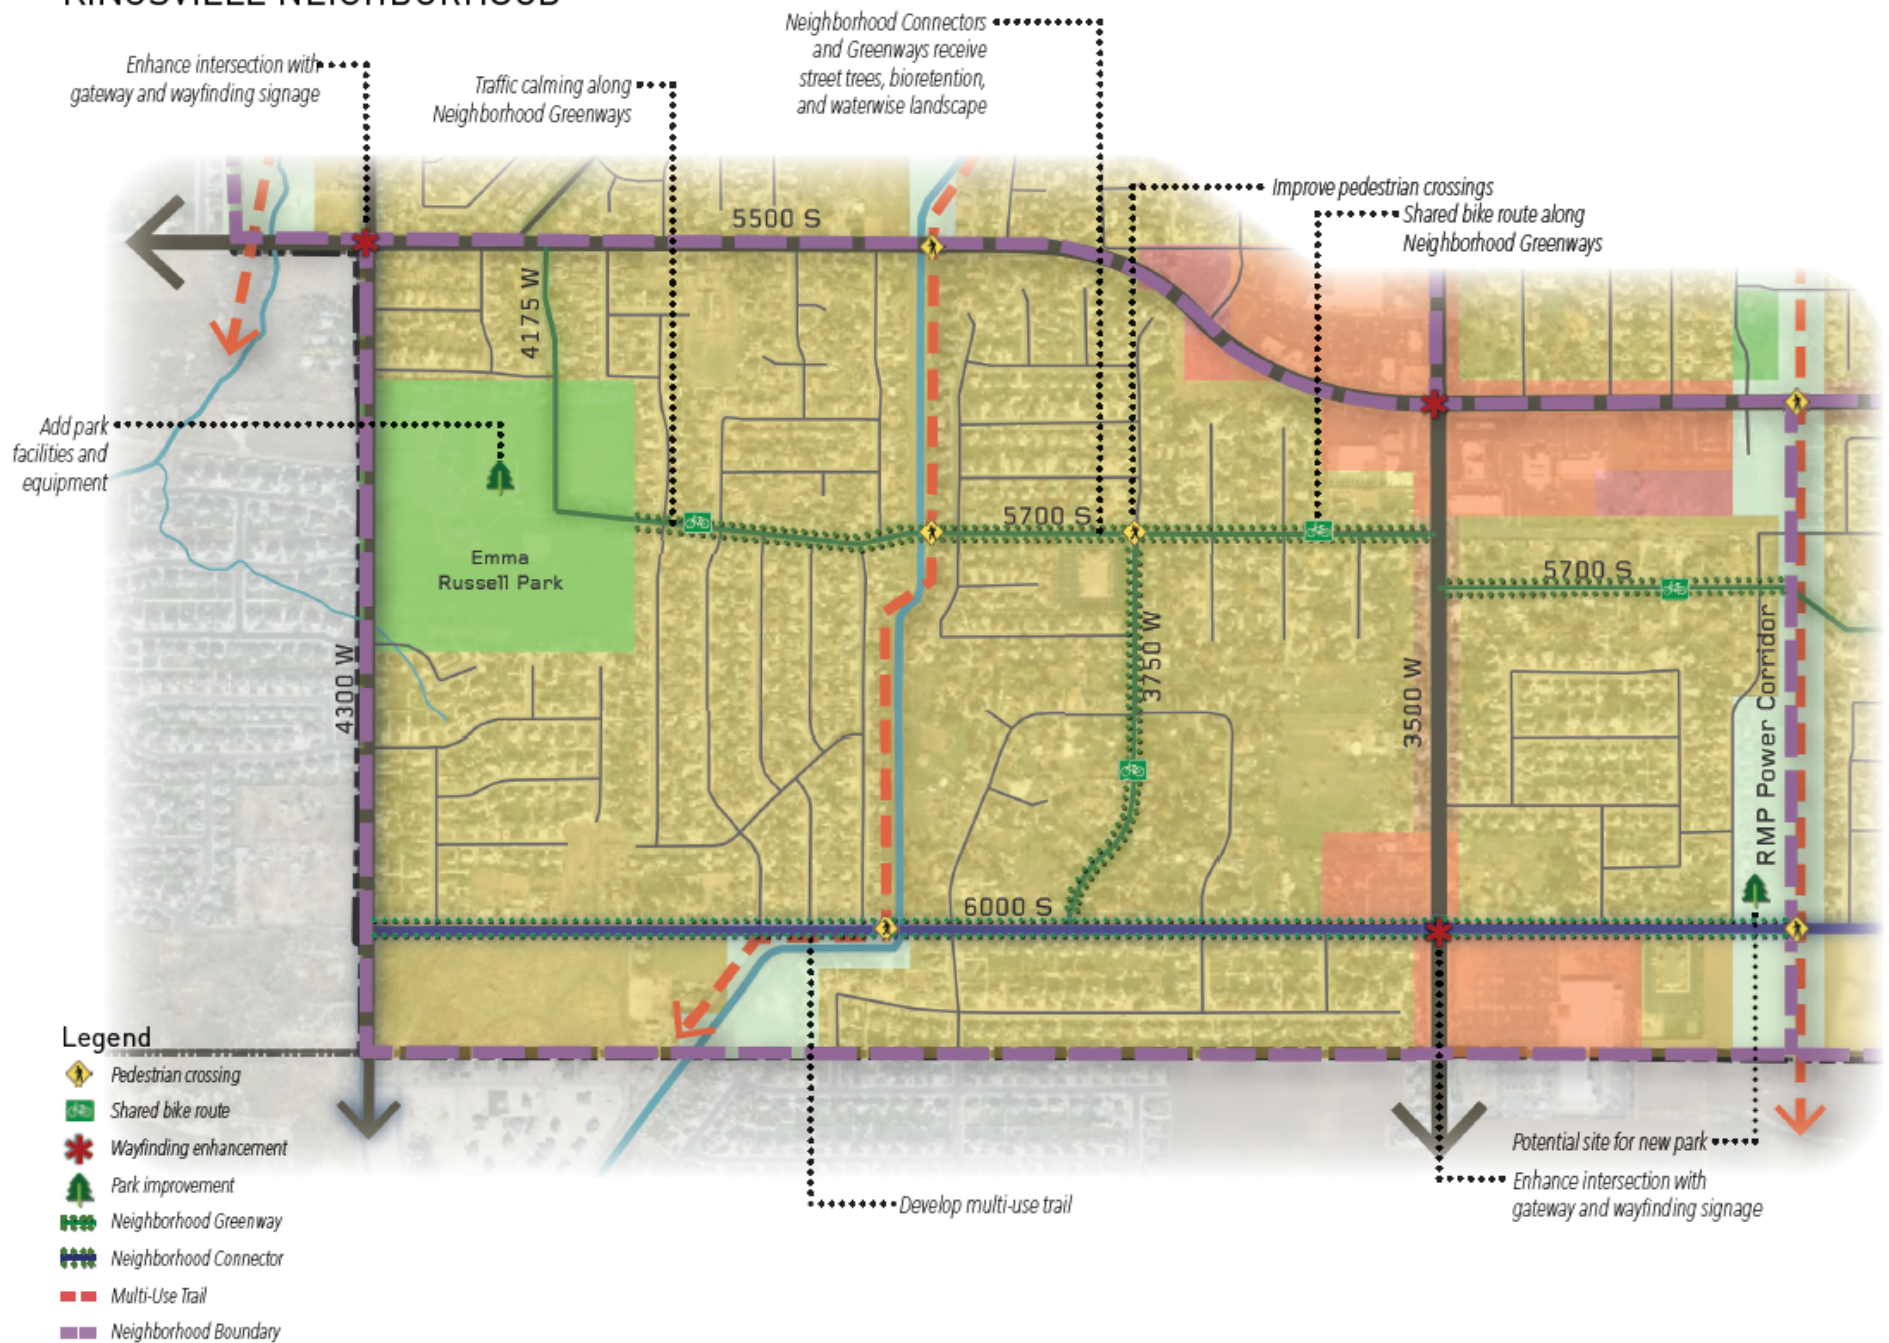 KINGSVILLE NEIGHBORHOOD
Neighborhood Connectors
and Greenways receive
street trees, bioretention,
and waterwise landscape
Enhance intersection with
gateway and wayfinding signage
Traffic calming along
Neighborhood Greenways
Improve pedestrian crossings
Shared bike route along
Neighborhood Greenways
5500 S
4175 W
Add park
facilities and
equipment
5700 S
Emma
Russell Park
5700 S
4300 W
3750 W
3500 W
RMP Power Corridor
6000 S
Legend
Pedestrian crossing
Shared bike route
Wayfinding enhancement
Park improvement
Neighborhood Greenway
Neighborhood Connector
Multi-Use Trail
Neighborhood Boundary
Develop multi-use trail
Potential site for new park
Enhance intersection with
gateway and wayfinding signage